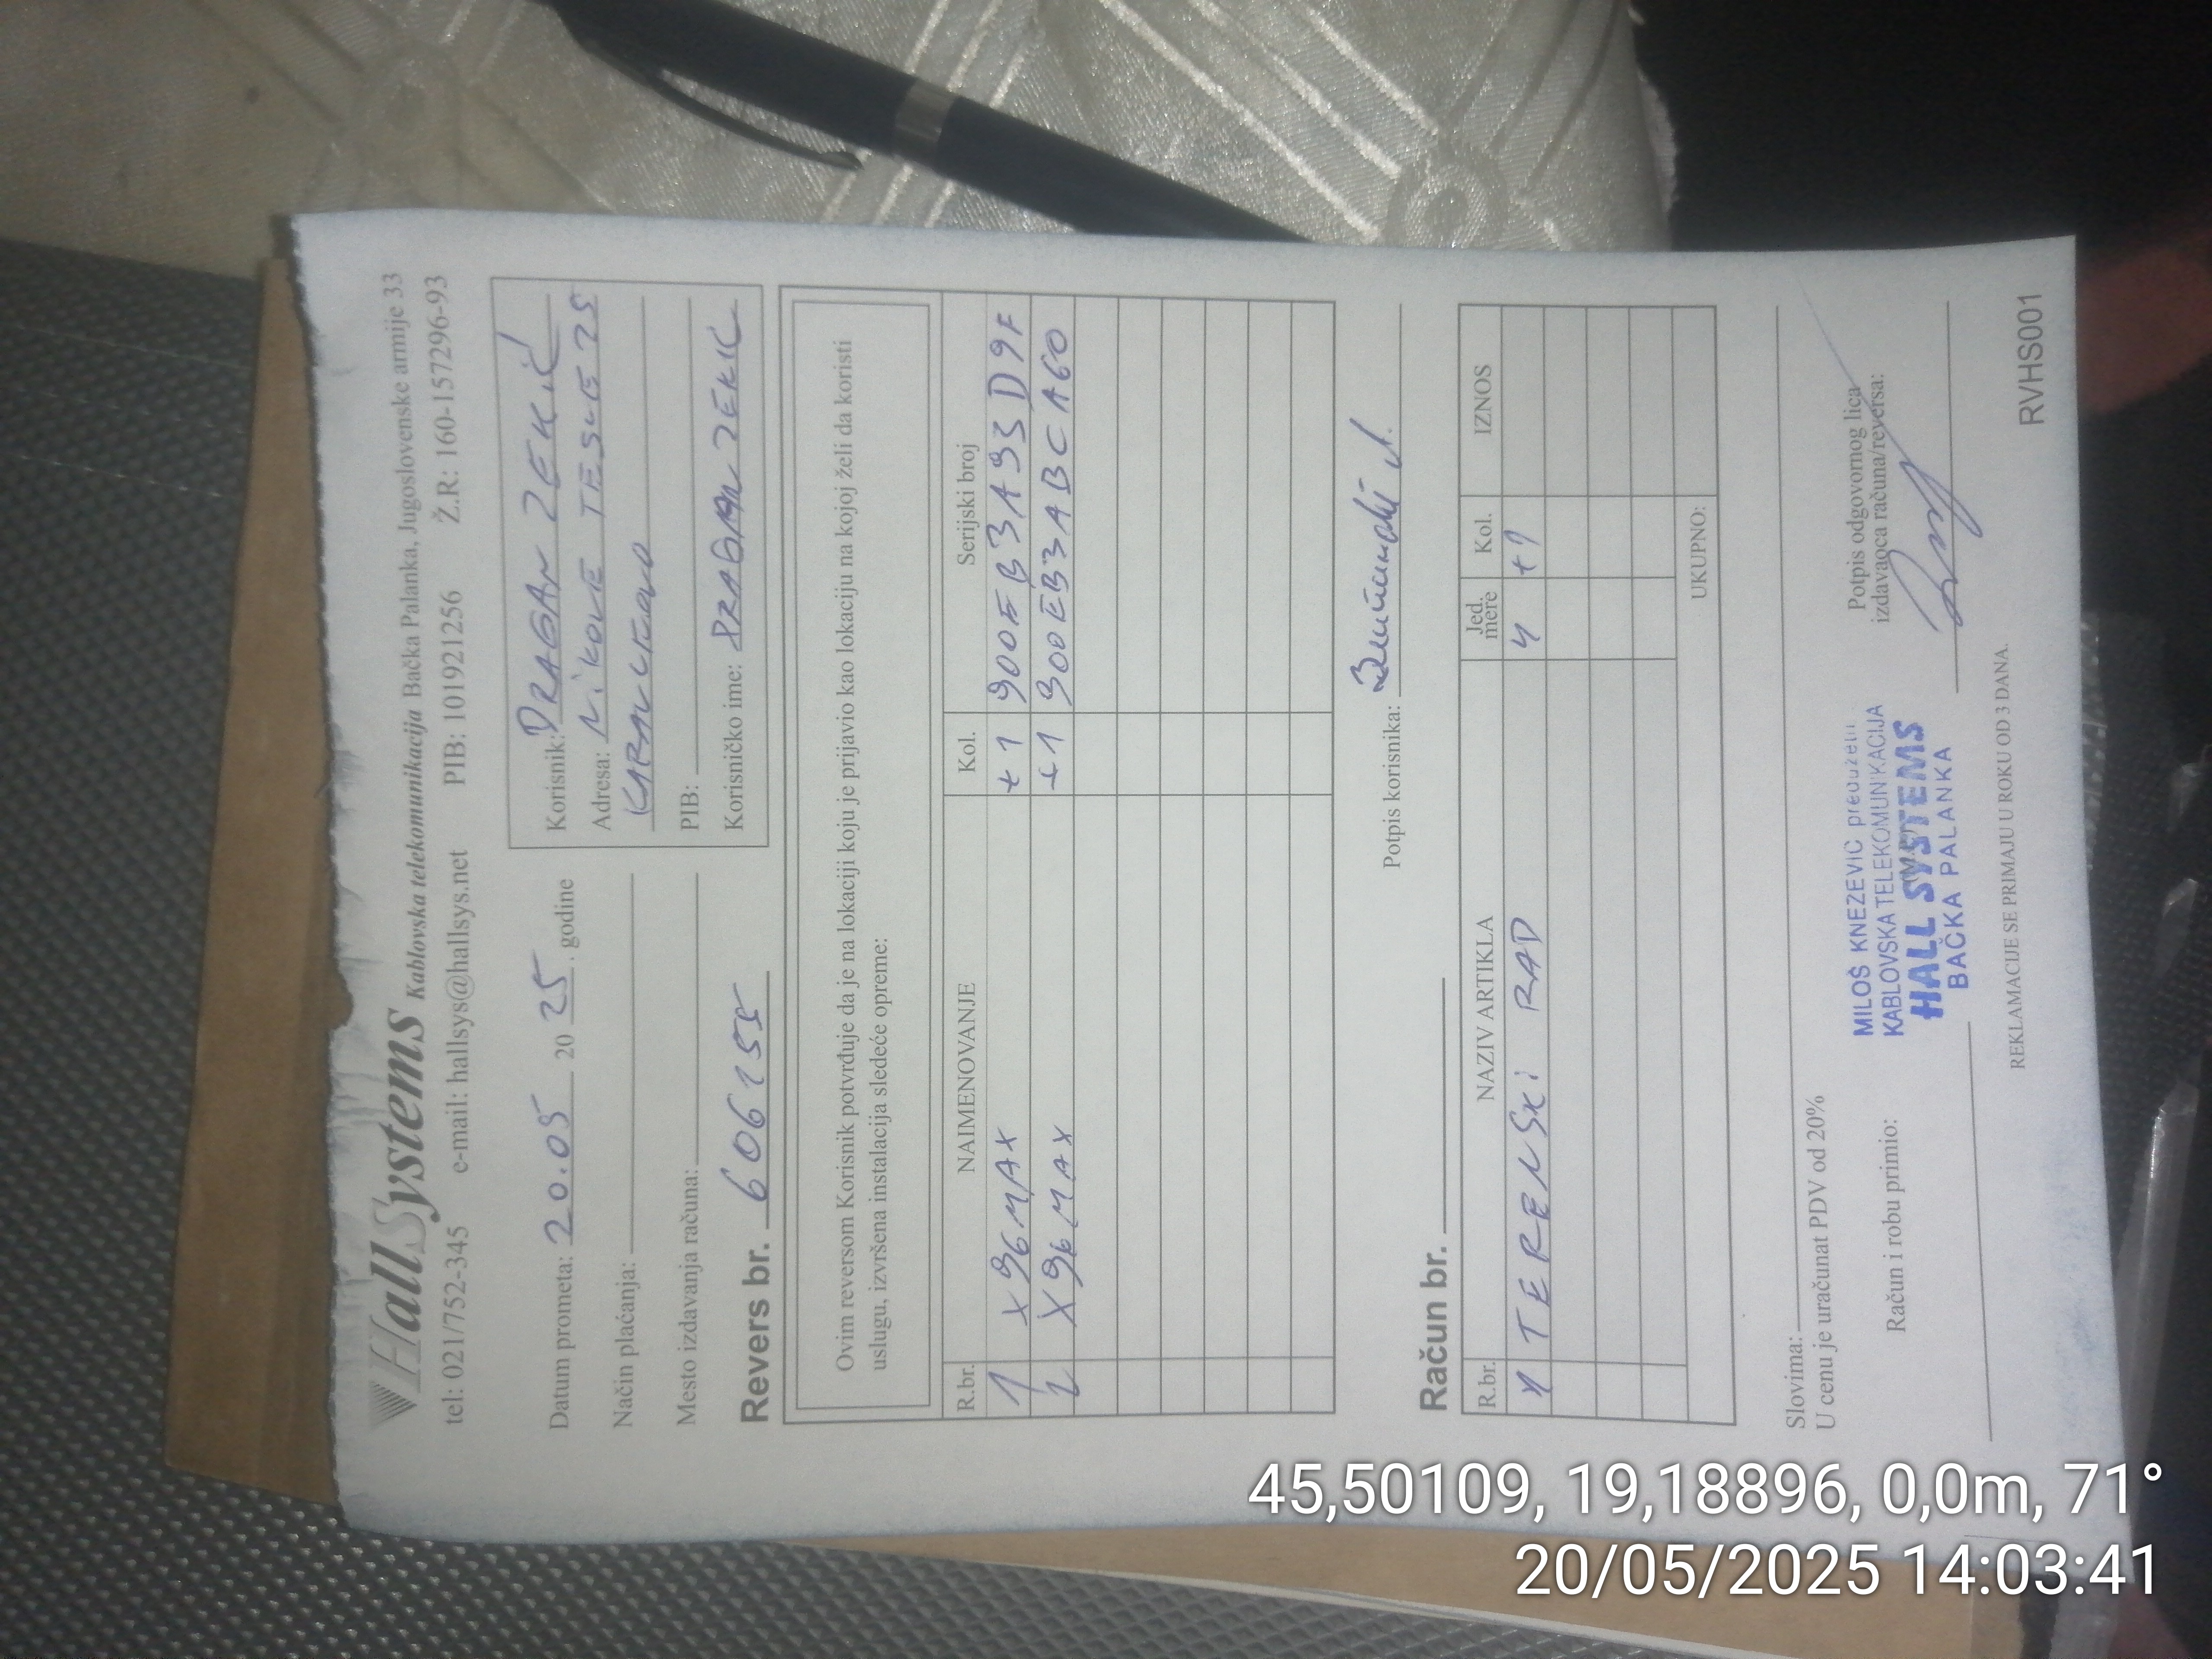 HallSystems Kablovska telekomunikacija Bačka Palanka, Jugoslovenske armije 33
tel: 021/752-345 e-mail: hallsys@hallsys.net PIB: 101921256 Ž.R.: 160-157296-93
Datum prometa: 20.05 2025. godine
Način plaćanja:
Mesto izdavanja računa:
Revers br. 606155
Korisnik: DRAGAN ZEKIĆ
Adresa: NiKOLE TESLE 25
KARAVUKOVO
PIB:
Korisničko ime: DRAGAN ZEKIC
Ovim reversom Korisnik potvrđuje da je na lokaciji koju je prijavio kao lokaciju na kojoj želi da koristi
uslugu, izvršena instalacija sledeće opreme:
R.br. NAIMENOVANJE Kol. Serijski broj
1 X96MAX +1 900EB3A93D9F
2 X96MAX +1 900EB3ABCA60
Potpis korisnika:
Račun br.
R.br. NAZIV ARTIKLA Jed. mere Kol. IZNOS
1 TERENSKi RAD 4 +1
UKUPNO:
Slovima:
U cenu je uračunat PDV od 20%
Račun i robu primio:
MILOŠ KNEZEVIC preduzetnik
KABLOVSKA TELEKOMUNIKACIJA
HALL SYSTEMS
BAČKA PALANKA
Potpis odgovornog lica
izdavaoca računa/reversa:
REKLAMACIJE SE PRIMAJU U ROKU OD 3 DANA.
RVHS001
45,50109, 19,18896, 0,0m, 71°
20/05/2025 14:03:41